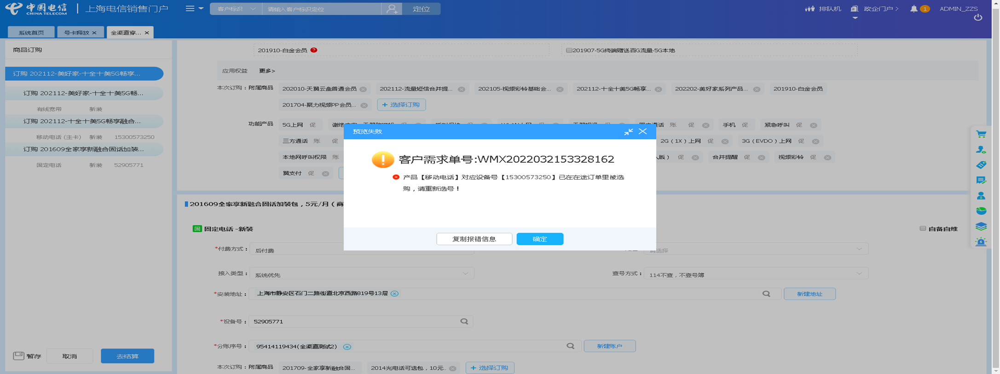 中国电信
CHINA TELECOM
上海电信销售门户
客户标识 请输入客户标识定位 定位
排队机 政企门户 > 1 ADMIN_ZZS
系统首页 号卡释放 × 全渠道穿... ×
商品订购
订购 202112-美好家-十全十美5G畅享...
订购 202112-美好家-十全十美5G畅...
有线宽带 新装
订购 202112-十全十美5G畅享融合...
移动电话 (主卡) 新装 15300573250
订购 201609全家享新融合固话加装...
固定电话 新装 52905771
暂存 取消 去结算
201910-白金会员 ? 201907-5G终端赠送百G流量-5G本地
应用权益 更多>
本次订购：附属商品 202010-天翼云盘普通会员 202112-流量短信合并提... 202105-视频彩铃基础会... 202112-十全十美5G畅享... 202202-美好家系列产品... 201910-白金会员
201704-聚力视频PP会员... + 选择订购
功能产品 5G上网 促 通话 账 促 手机 促 紧急呼叫 促
三方通话 账 促 2G（1X）上网 促 3G（EVDO）上网 促
本地网呼叫权限 账 版） 促 合并提醒 促 视频彩铃 促
翼支付 促
预览失败
客户需求单号:WMX2022032153328162
产品【移动电话】对应设备号【15300573250】已在在途订单里被选
购，请重新选号！
复制报错信息 确定
201609全家享新融合固话加装包，5元/月（商
固 固定电话 -新装 自备自维
*付费方式： 后付费 请选择
接入类型： 系统优先 查号方式： 114不查，不登号簿
*安装地址： 上海市静安区石门二路街道北京西路819号13层 新建地址
*设备号： 52905771
*分账序号： 95414119434(全渠道测试2) 新建账户
本次订购：附属商品 201709-全家享新融合固... 2014光电话可选包，10元.. + 选择订购